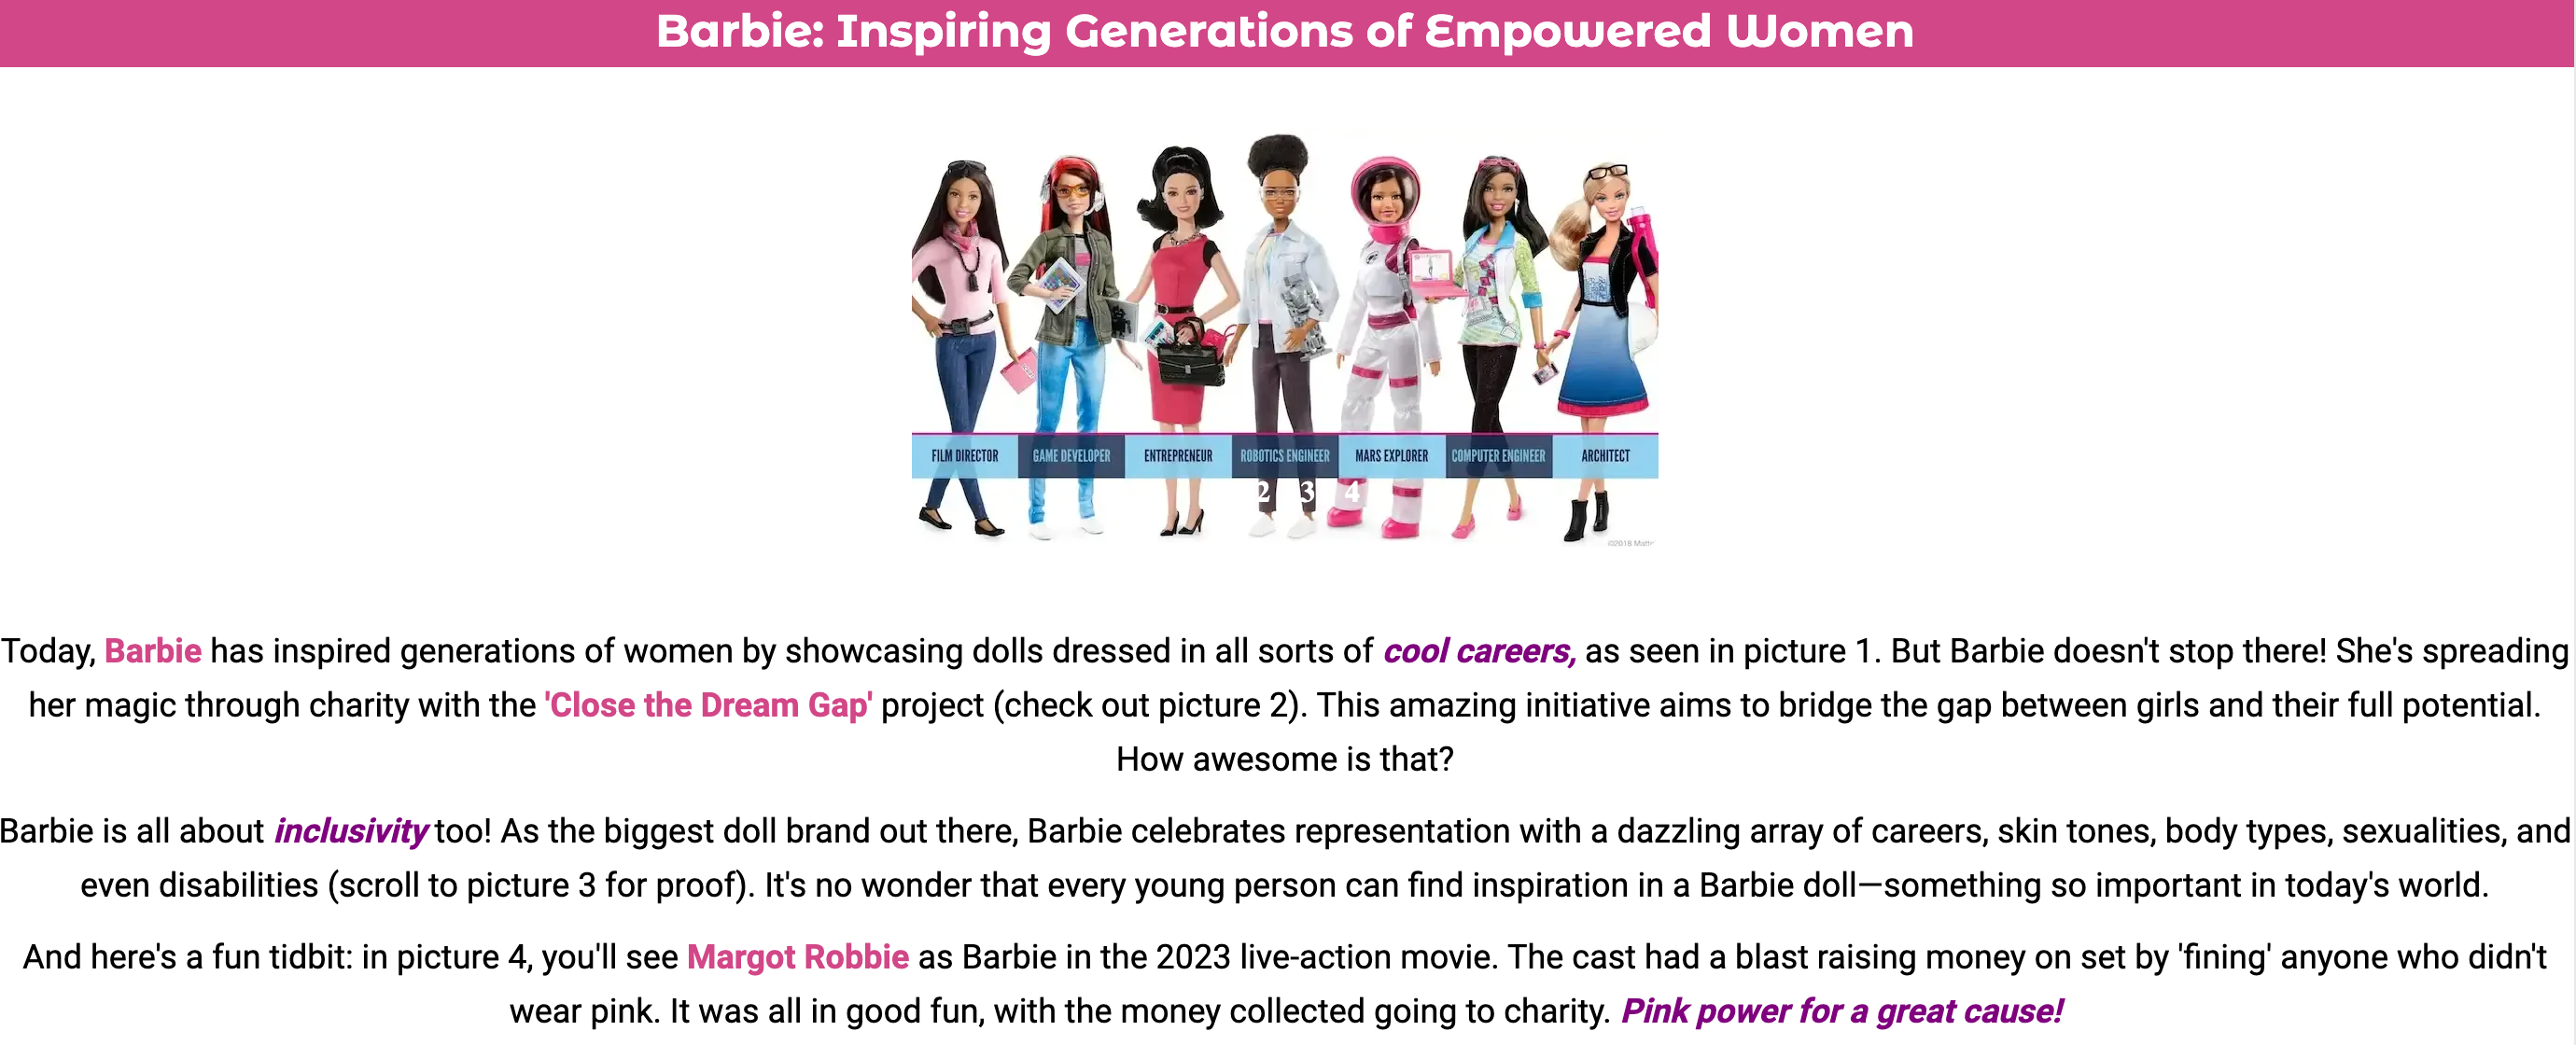 Barbie: Inspiring Generations of Empowered Women
FILM DIRECTOR GAME DEVELOPER ENTREPRENEUR ROBOTICS ENGINEER MARS EXPLORER COMPUTER ENGINEER ARCHITECT
2 3 4
©2018
Today, Barbie has inspired generations of women by showcasing dolls dressed in all sorts of cool careers, as seen in picture 1. But Barbie doesn't stop there! She's spreading
her magic through charity with the 'Close the Dream Gap' project (check out picture 2). This amazing initiative aims to bridge the gap between girls and their full potential.
How awesome is that?
Barbie is all about inclusivity too! As the biggest doll brand out there, Barbie celebrates representation with a dazzling array of careers, skin tones, body types, sexualities, and
even disabilities (scroll to picture 3 for proof). It's no wonder that every young person can find inspiration in a Barbie doll—something so important in today's world.
And here's a fun tidbit: in picture 4, you'll see Margot Robbie as Barbie in the 2023 live-action movie. The cast had a blast raising money on set by 'fining' anyone who didn't
wear pink. It was all in good fun, with the money collected going to charity. Pink power for a great cause!